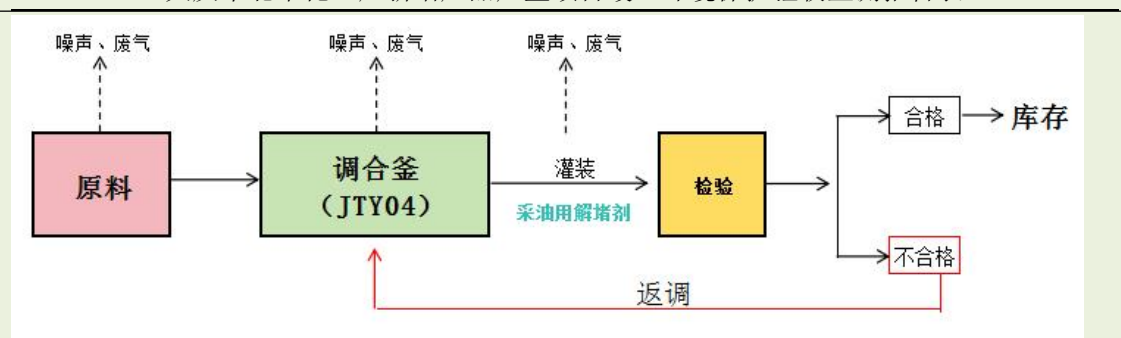 噪声、废气
噪声、废气
噪声、废气
原料
调合釜
（JTY04）
灌装
采油用解堵剂
检验
合格
库存
不合格
返调